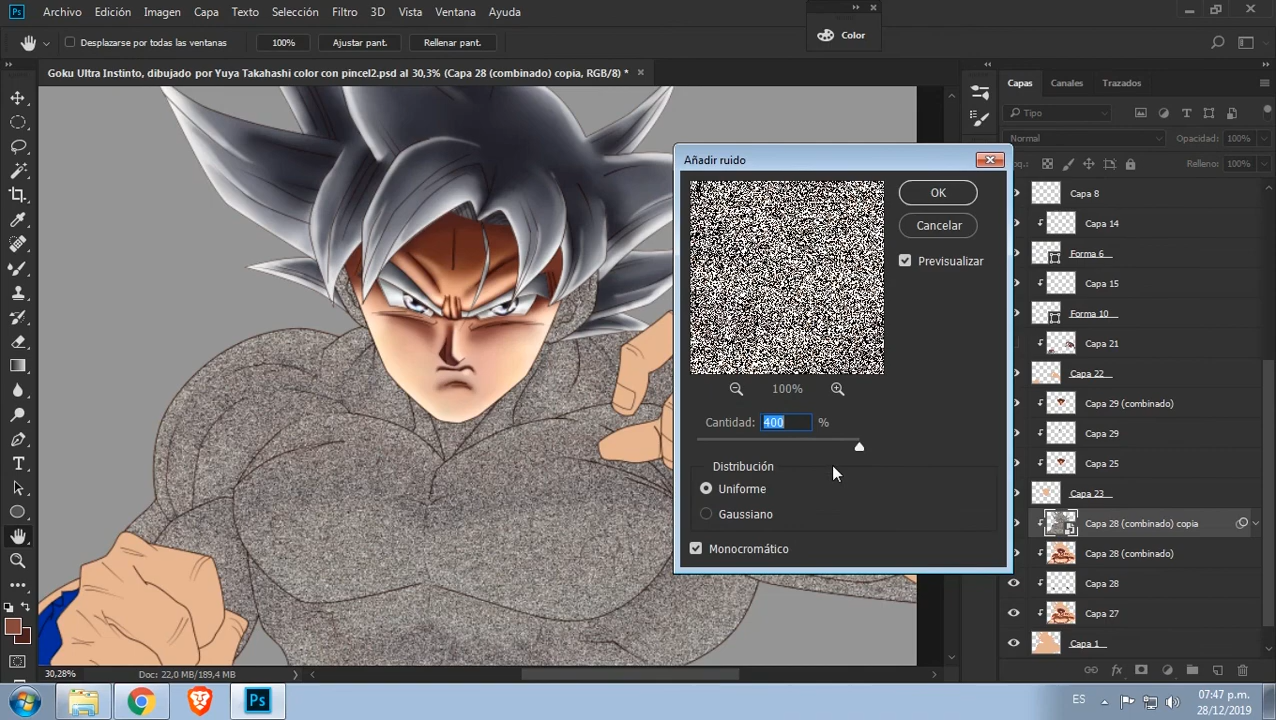 Ps Archivo Edición Imagen Capa Texto Selección Filtro 3D Vista Ventana Ayuda
Desplazarse por todas las ventanas 100% Ajustar pant. Rellenar pant.
Color
Goku Ultra Instinto, dibujado por Yuya Takahashi color con pincel2.psd al 30,3% (Capa 28 (combinado) copia, RGB/8) *
Capas Canales Trazados
Tipo
Normal Opacidad: 100%
Relleno: 100%
Añadir ruido
OK
Cancelar
Previsualizar
100%
Cantidad: 400 %
Distribución
Uniforme
Gaussiano
Monocromático
Capa 8
Capa 14
Forma 6
Capa 15
Forma 10
Capa 21
Capa 22
Capa 29 (combinado)
Capa 29
Capa 25
Capa 23
Capa 28 (combinado) copia
Capa 28 (combinado)
Capa 28
Capa 27
Capa 1
30,28% Doc: 22,0 MB/189,4 MB
Ps
ES
07:47 p.m.
28/12/2019